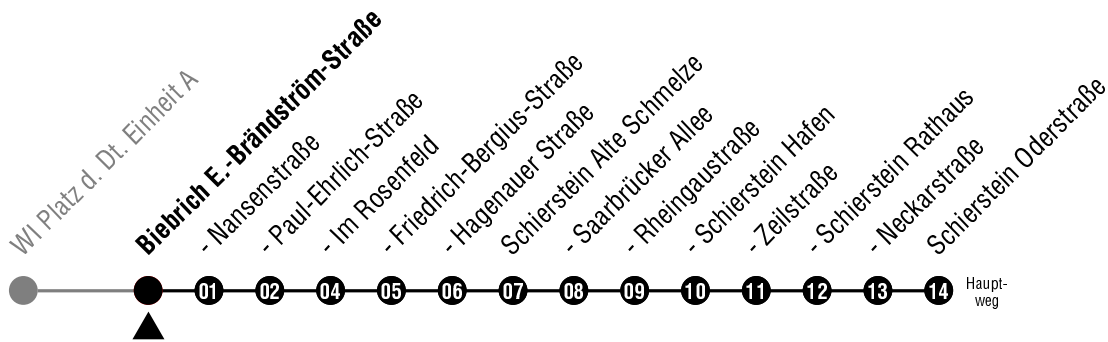 WI Platz d. Dt. Einheit A
Biebrich E.-Brändström-Straße
- Nansenstraße
- Paul-Ehrlich-Straße
- Im Rosenfeld
- Friedrich-Bergius-Straße
- Hagenauer Straße
Schierstein Alte Schmelze
- Saarbrücker Allee
- Rheingaustraße
- Schierstein Hafen
- Zeilstraße
- Schierstein Rathaus
- Neckarstraße
Schierstein Oderstraße
01 02 04 05 06 07 08 09 10 11 12 13 14
Haupt-
weg